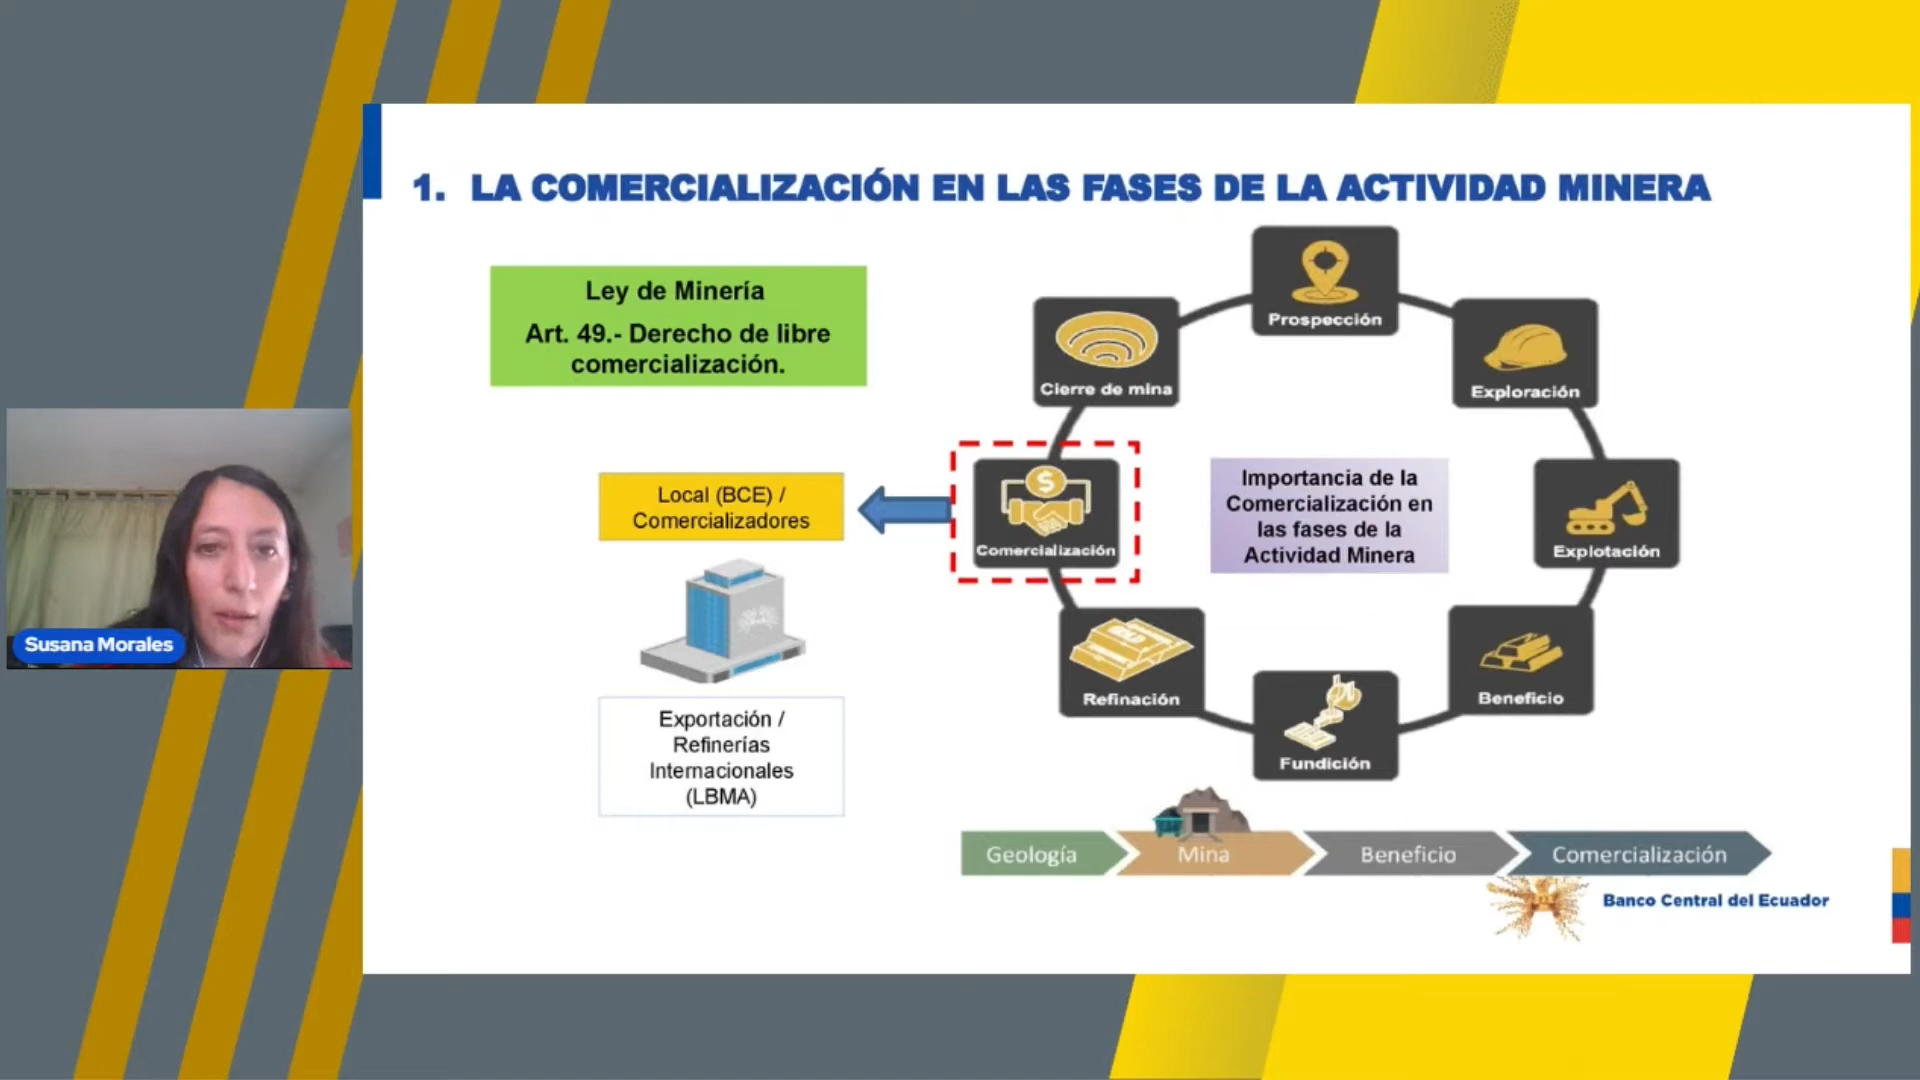 1. LA COMERCIALIZACIÓN EN LAS FASES DE LA ACTIVIDAD MINERA
Ley de Minería
Art. 49.- Derecho de libre
comercialización.
Local (BCE) /
Comercializadores
Exportación /
Refinerías
Internacionales
(LBMA)
Prospección
Exploración
Explotación
Beneficio
Fundición
Refinación
Comercialización
Cierre de mina
Importancia de la
Comercialización en
las fases de la
Actividad Minera
Geología
Mina
Beneficio
Comercialización
Banco Central del Ecuador
Susana Morales